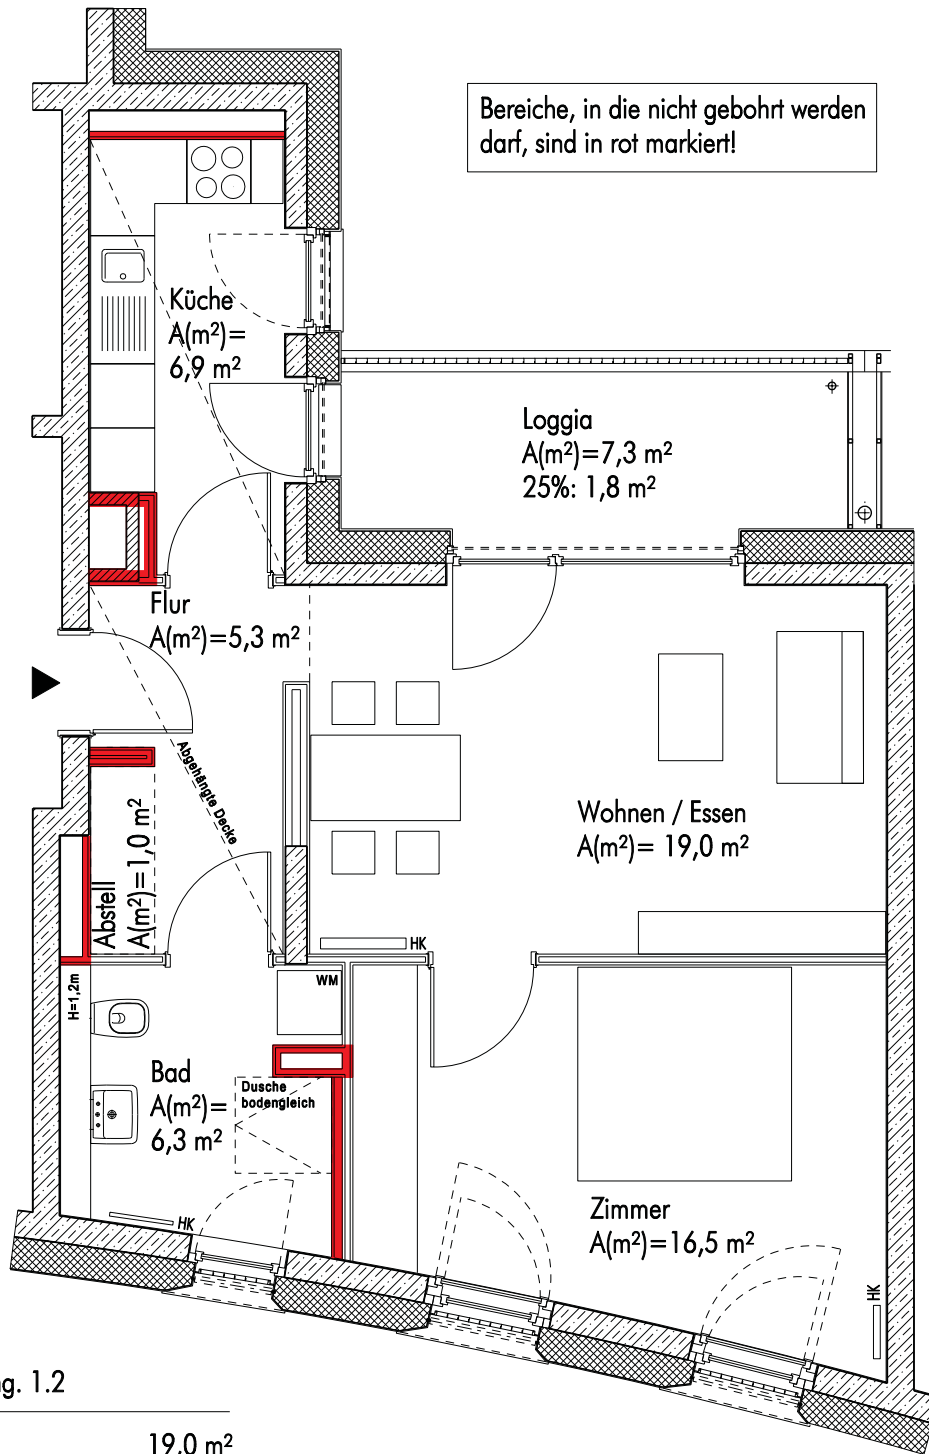 Bereiche, in die nicht gebohrt werden
darf, sind in rot markiert!
Küche
A(m²)=
6,9 m²
Loggia
A(m²)=7,3 m²
25%: 1,8 m²
Flur
A(m²)=5,3 m²
Abgehängte Decke
Wohnen / Essen
A(m²)= 19,0 m²
Abstell
A(m²)=1,0 m²
HK
H=1,2m
WM
Bad
A(m²)=
6,3 m²
Dusche
bodengleich
HK
Zimmer
A(m²)=16,5 m²
HK
g. 1.2
19,0 m²